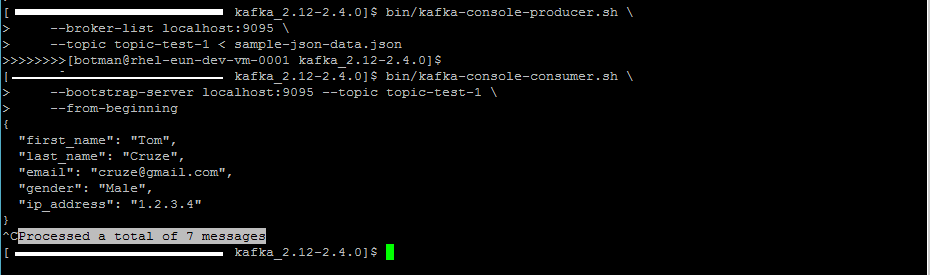 [ kafka_2.12-2.4.0]$ bin/kafka-console-producer.sh \
>     --broker-list localhost:9095 \
>     --topic topic-test-1 < sample-json-data.json
>>>>>>>>[botman@rhel-eun-dev-vm-0001 kafka_2.12-2.4.0]$
[ kafka_2.12-2.4.0]$ bin/kafka-console-consumer.sh \
>     --bootstrap-server localhost:9095 --topic topic-test-1 \
>     --from-beginning
{
  "first_name": "Tom",
  "last_name": "Cruze",
  "email": "cruze@gmail.com",
  "gender": "Male",
  "ip_address": "1.2.3.4"
}
^CProcessed a total of 7 messages
[ kafka_2.12-2.4.0]$